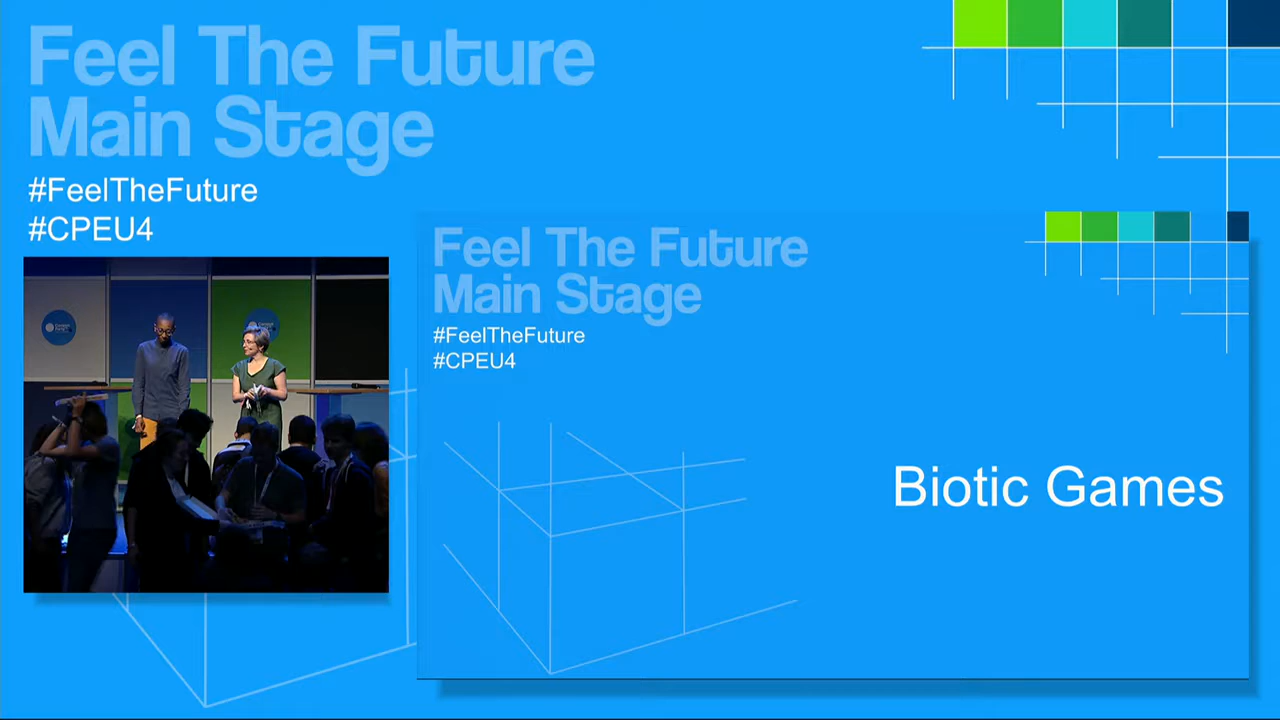 Feel The Future
Main Stage
#FeelTheFuture
#CPEU4
Feel The Future
Main Stage
#FeelTheFuture
#CPEU4
Biotic Games